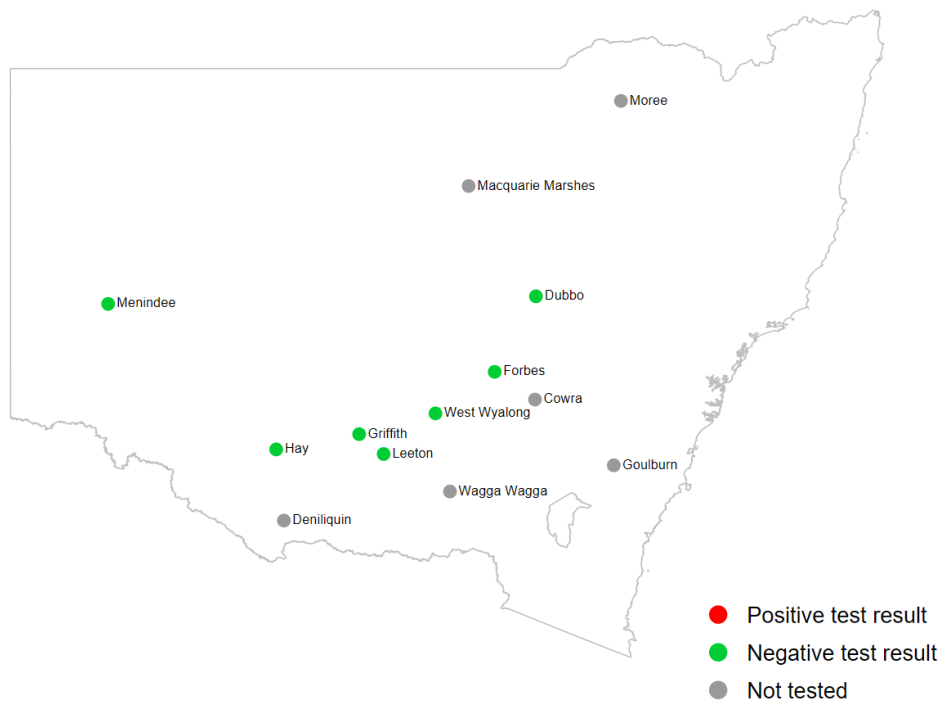 Moree
Macquarie Marshes
Menindee
Dubbo
Forbes
Cowra
West Wyalong
Griffith
Hay
Leeton
Goulburn
Wagga Wagga
Deniliquin
Positive test result
Negative test result
Not tested